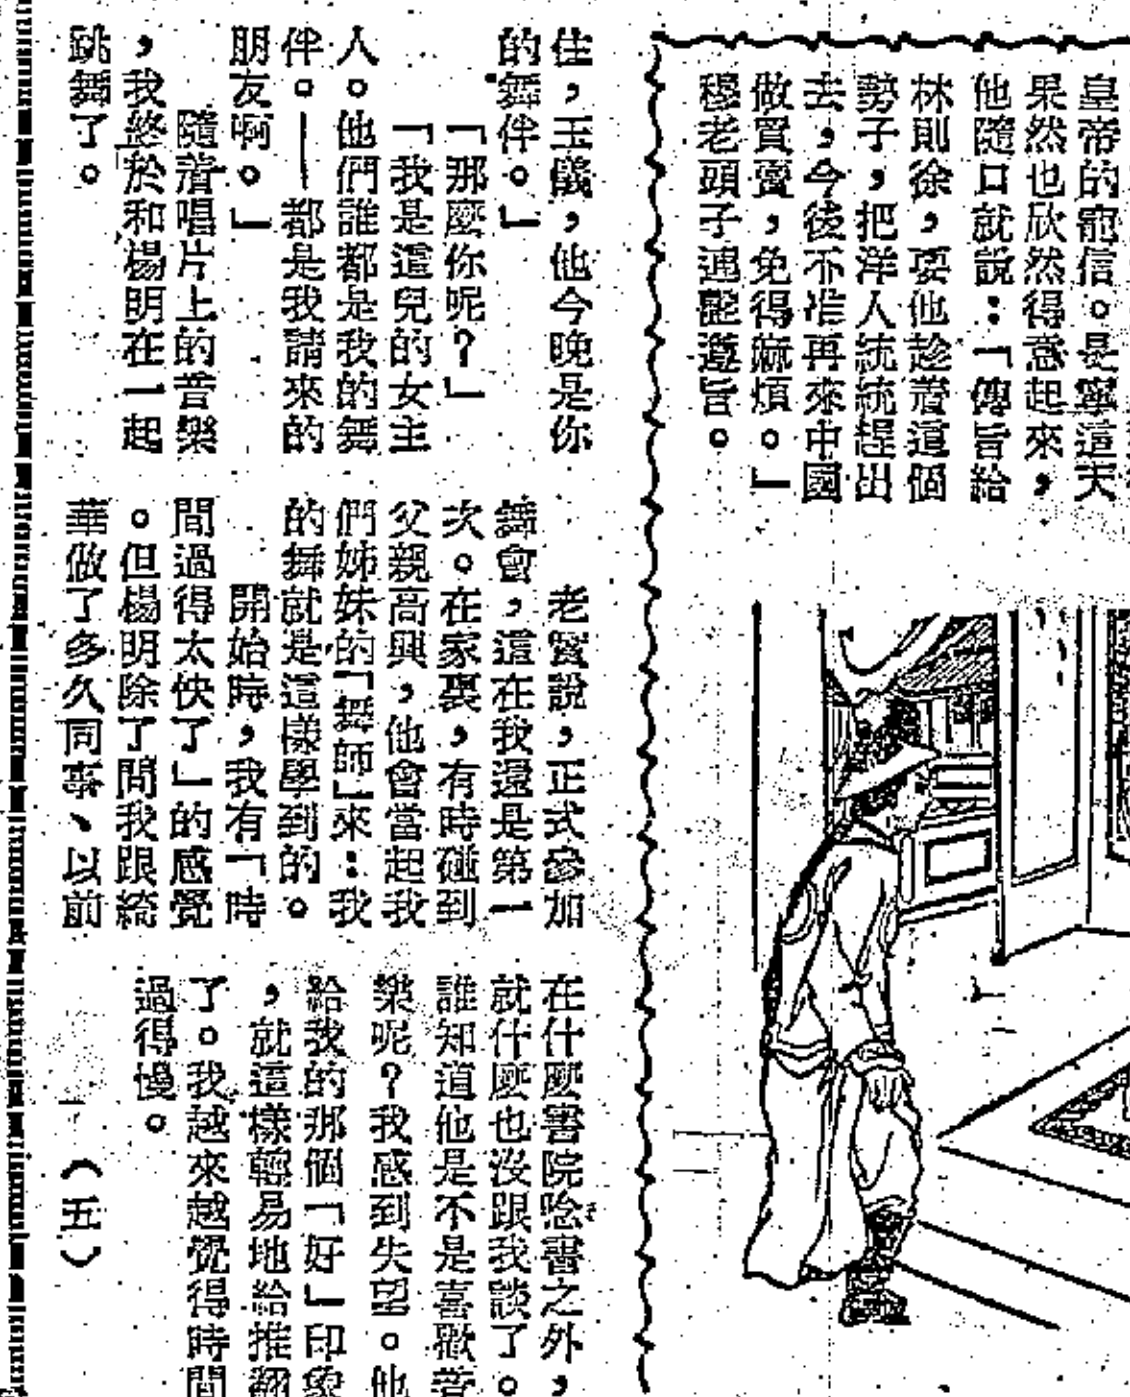 皇帝的寵信。是寧這天
果然也欣然得意起來，
他隨口就說：「傳旨給
林則徐，要他趁着這個
勢子，把洋人統統趕出
去，今後不准再來中國
做買賣，免得麻煩。」
穆老頭子連聲遵旨。
佳，玉儀，他今晚是你
的舞伴。」
「那麼你呢？」
「我是這兒的女主
人。他們誰都是我的舞
伴。——都是我請來的
朋友啊。」
隨着唱片上的音樂
，我終於和楊明在一起
跳舞了。
老實說，正式參加
舞會，這在我還是第一
次。在家裏，有時碰到
父親高興，他會當起我
們姊妹的「舞師」來：我
的舞就是這樣學到的。
開始時，我有「時
間過得太快了」的感覺
。但楊明除了問我跟綺
華做了多久同事、以前
在什麼書院唸書之外，
就什麼也沒跟我談了。
誰知道他是不是喜歡音
樂呢？我感到失望。他
給我的那個「好」印象
，就這樣輕易地給推翻
了。我越來越覺得時間
過得慢。
（五）